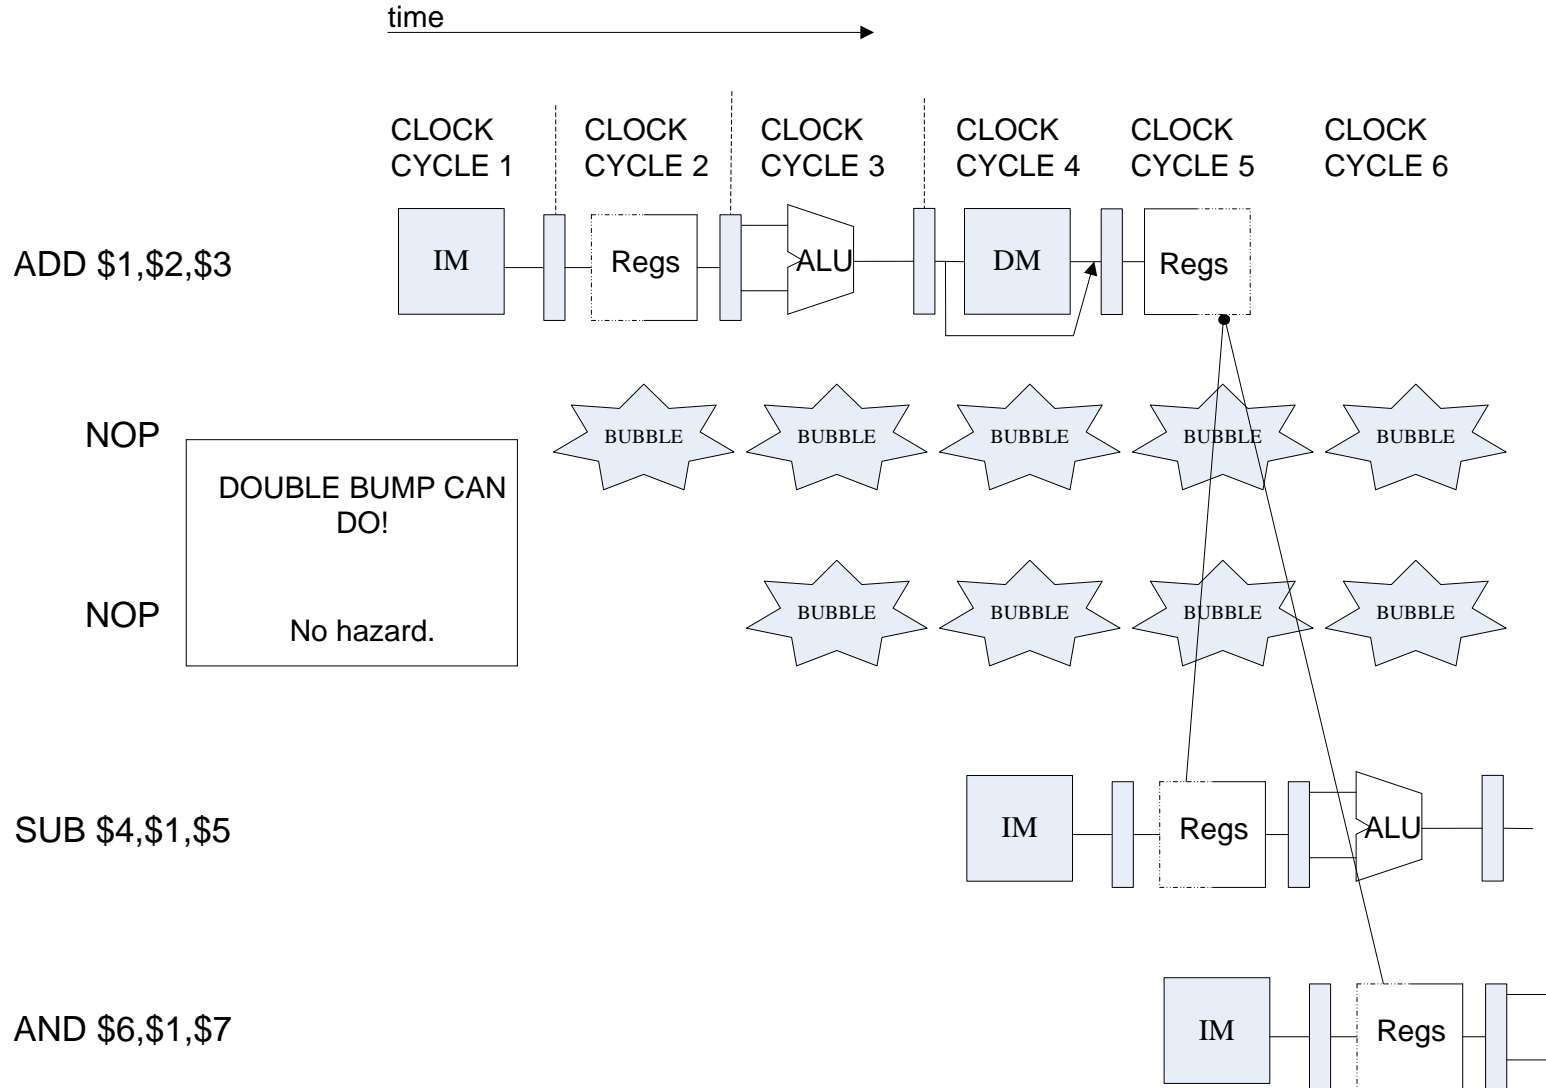 time
CLOCK CYCLE 1
CLOCK CYCLE 2
CLOCK CYCLE 3
CLOCK CYCLE 4
CLOCK CYCLE 5
CLOCK CYCLE 6
ADD $1,$2,$3
IM
Regs
ALU
DM
Regs
NOP
BUBBLE
BUBBLE
BUBBLE
BUBBLE
BUBBLE
DOUBLE BUMP CAN
DO!
No hazard.
NOP
BUBBLE
BUBBLE
BUBBLE
BUBBLE
SUB $4,$1,$5
IM
Regs
ALU
AND $6,$1,$7
IM
Regs